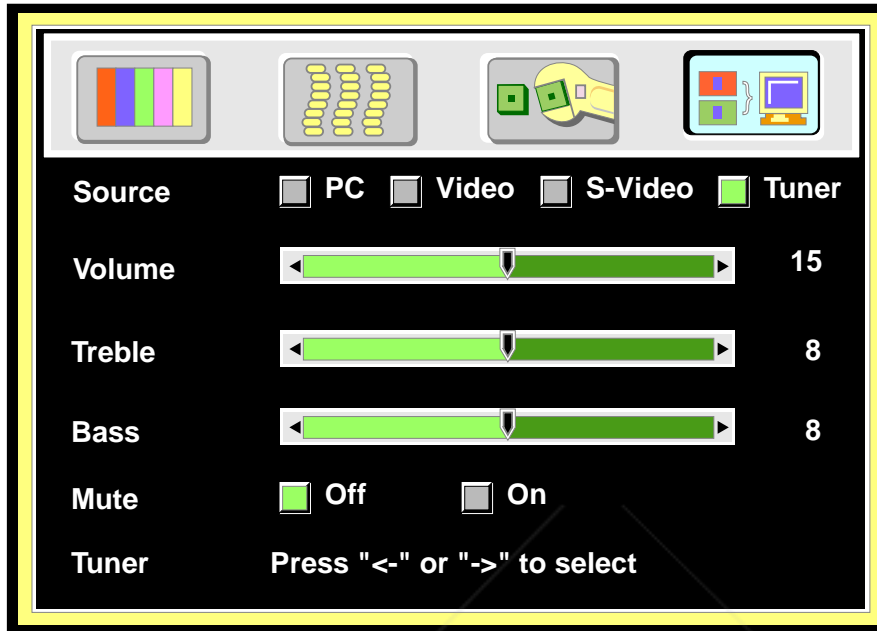 Source PC Video S-Video Tuner
Volume 15
Treble 8
Bass 8
Mute Off On
Tuner Press "<-" or "->" to select